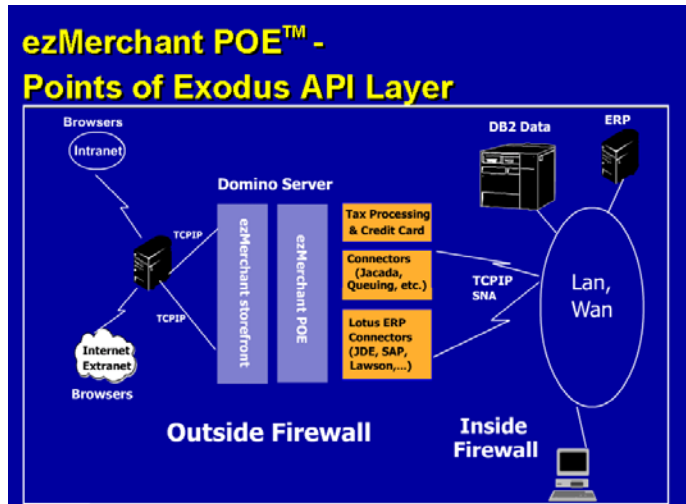 ezMerchant POE™ -
Points of Exodus API Layer
Browsers
Intranet
DB2 Data
ERP
Domino Server
TCPIP
TCPIP
ezMerchant storefront
ezMerchant POE
Tax Processing
& Credit Card
Connectors
(Jacada,
Queuing, etc.)
Lotus ERP
Connectors
(JDE, SAP,
Lawson,...)
TCPIP
SNA
Lan,
Wan
Internet
Extranet
Browsers
Outside Firewall
Inside
Firewall